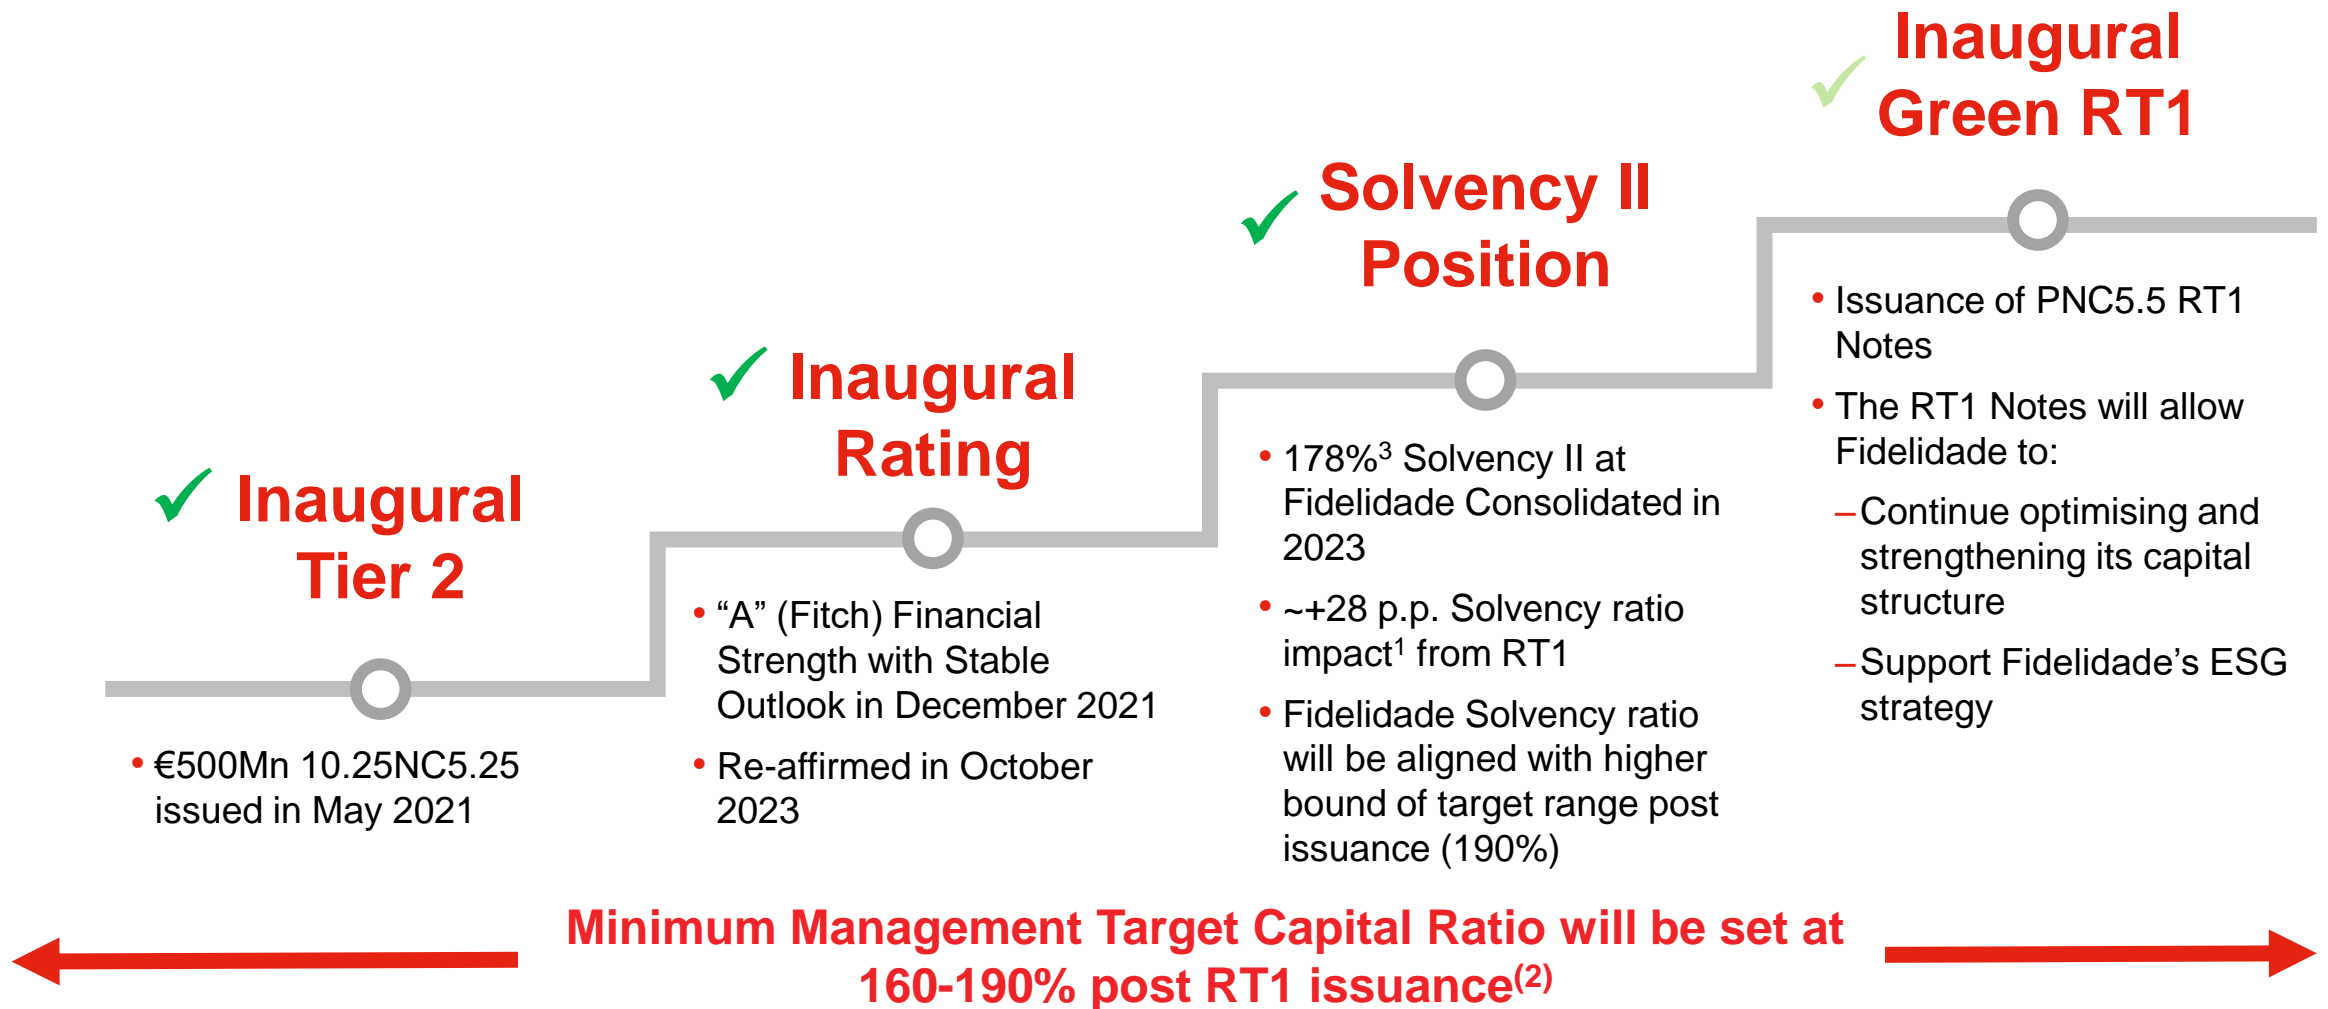 Inaugural
Tier 2
• €500Mn 10.25NC5.25
issued in May 2021
Inaugural
Rating
• “A” (Fitch) Financial
Strength with Stable
Outlook in December 2021
• Re-affirmed in October
2023
Solvency II
Position
• 178%³ Solvency II at
Fidelidade Consolidated in
2023
• ~+28 p.p. Solvency ratio
impact¹ from RT1
• Fidelidade Solvency ratio
will be aligned with higher
bound of target range post
issuance (190%)
Inaugural
Green RT1
• Issuance of PNC5.5 RT1
Notes
• The RT1 Notes will allow
Fidelidade to:
–Continue optimising and
strengthening its capital
structure
–Support Fidelidade’s ESG
strategy
Minimum Management Target Capital Ratio will be set at
160-190% post RT1 issuance⁽²⁾